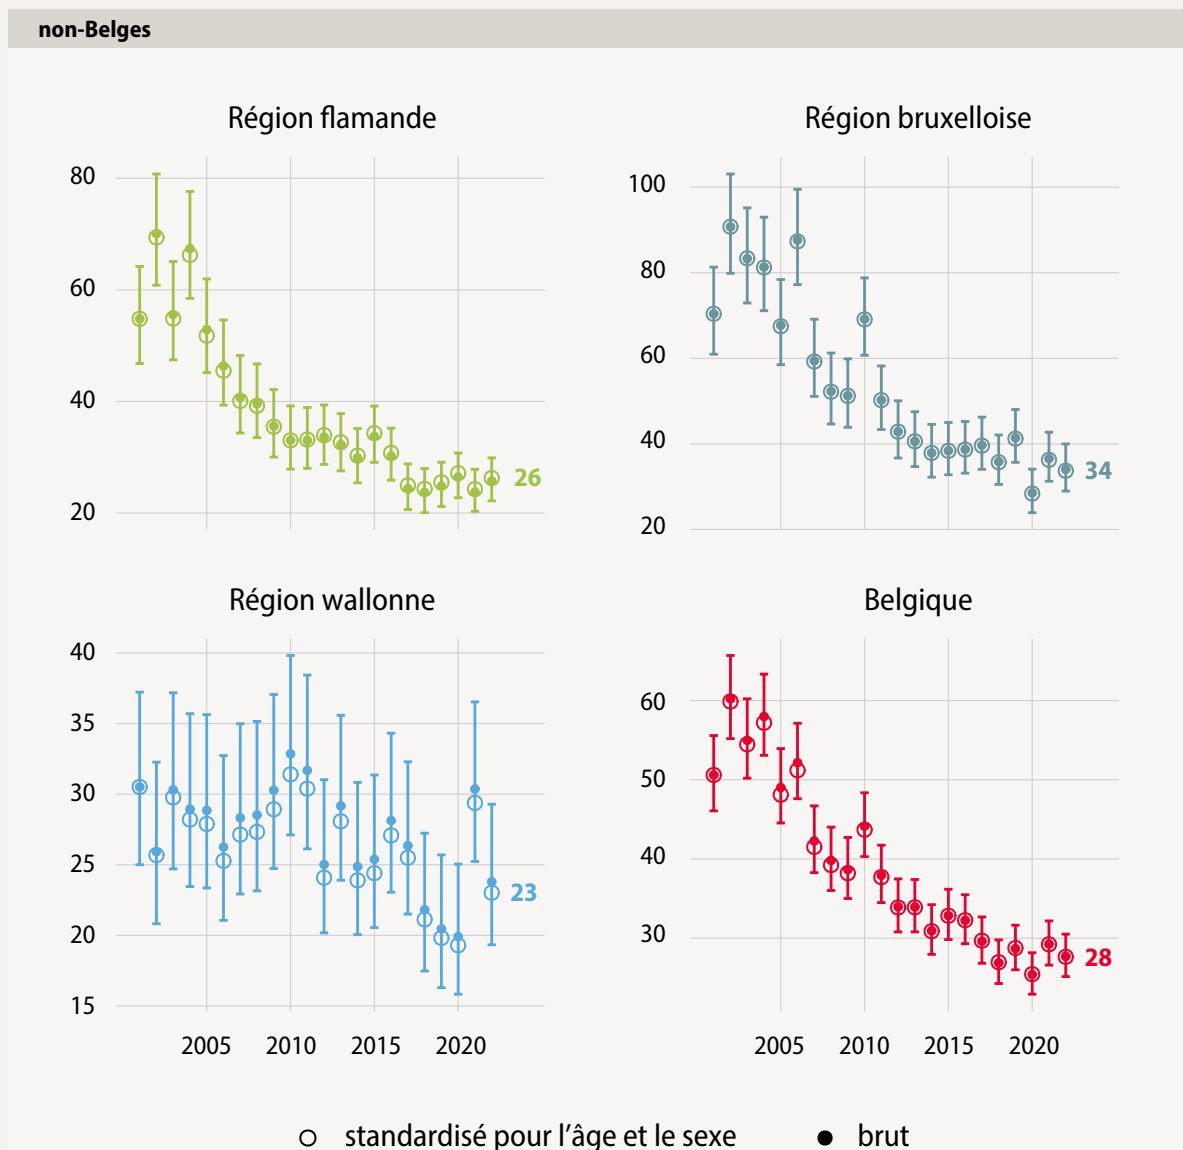 non-Belges
Région flamande
80
60
40
20
26
Région bruxelloise
100
80
60
40
20
34
Région wallonne
40
35
30
25
20
15
23
2005 2010 2015 2020
Belgique
60
50
40
30
28
2005 2010 2015 2020
standardisé pour l'âge et le sexe
brut